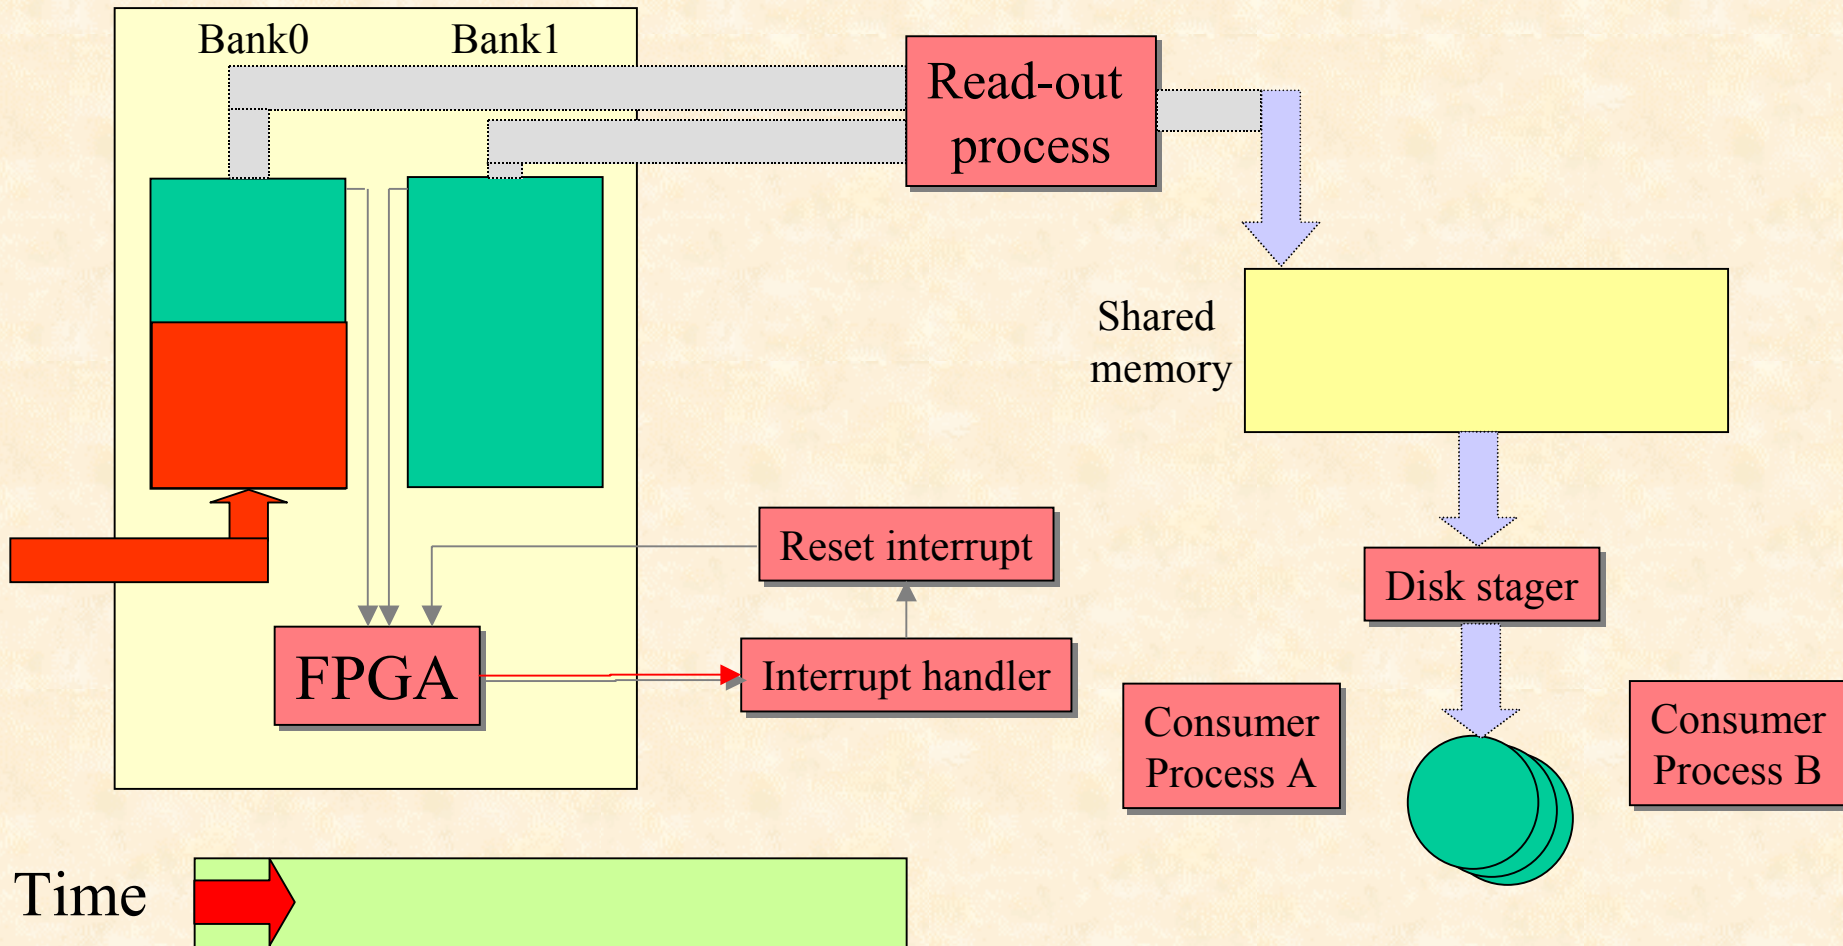 Bank0
Bank1
Read-out
process
Shared
memory
Reset interrupt
Disk stager
FPGA
Interrupt handler
Consumer
Process A
Consumer
Process B
Time